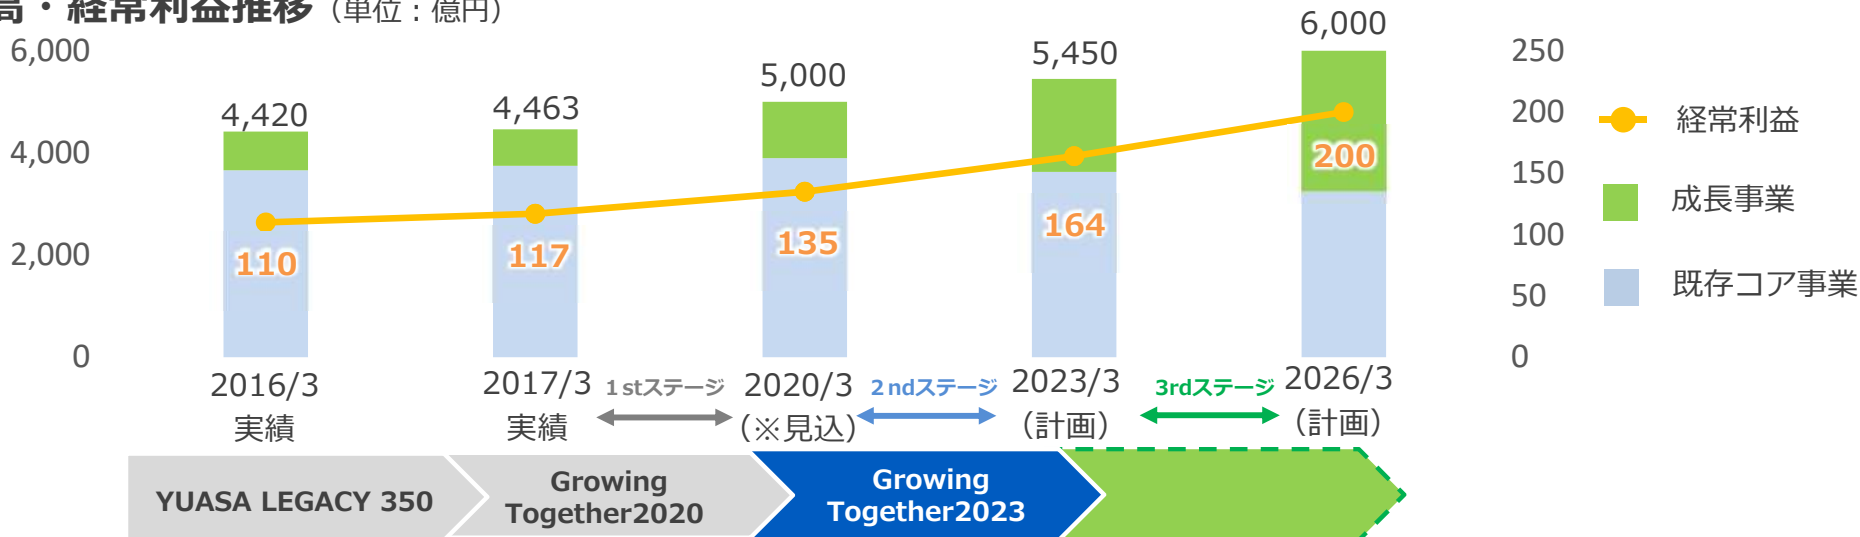 高・経常利益推移（単位：億円）
6,000
4,000
2,000
0
4,420
4,463
5,000
5,450
6,000
110
117
135
164
200
250
200
150
100
50
0
経常利益
成長事業
既存コア事業
2016/3
実績
2017/3
実績
1stステージ
2020/3
（※見込）
2ndステージ
2023/3
（計画）
3rdステージ
2026/3
（計画）
YUASA LEGACY 350
Growing
Together2020
Growing
Together2023